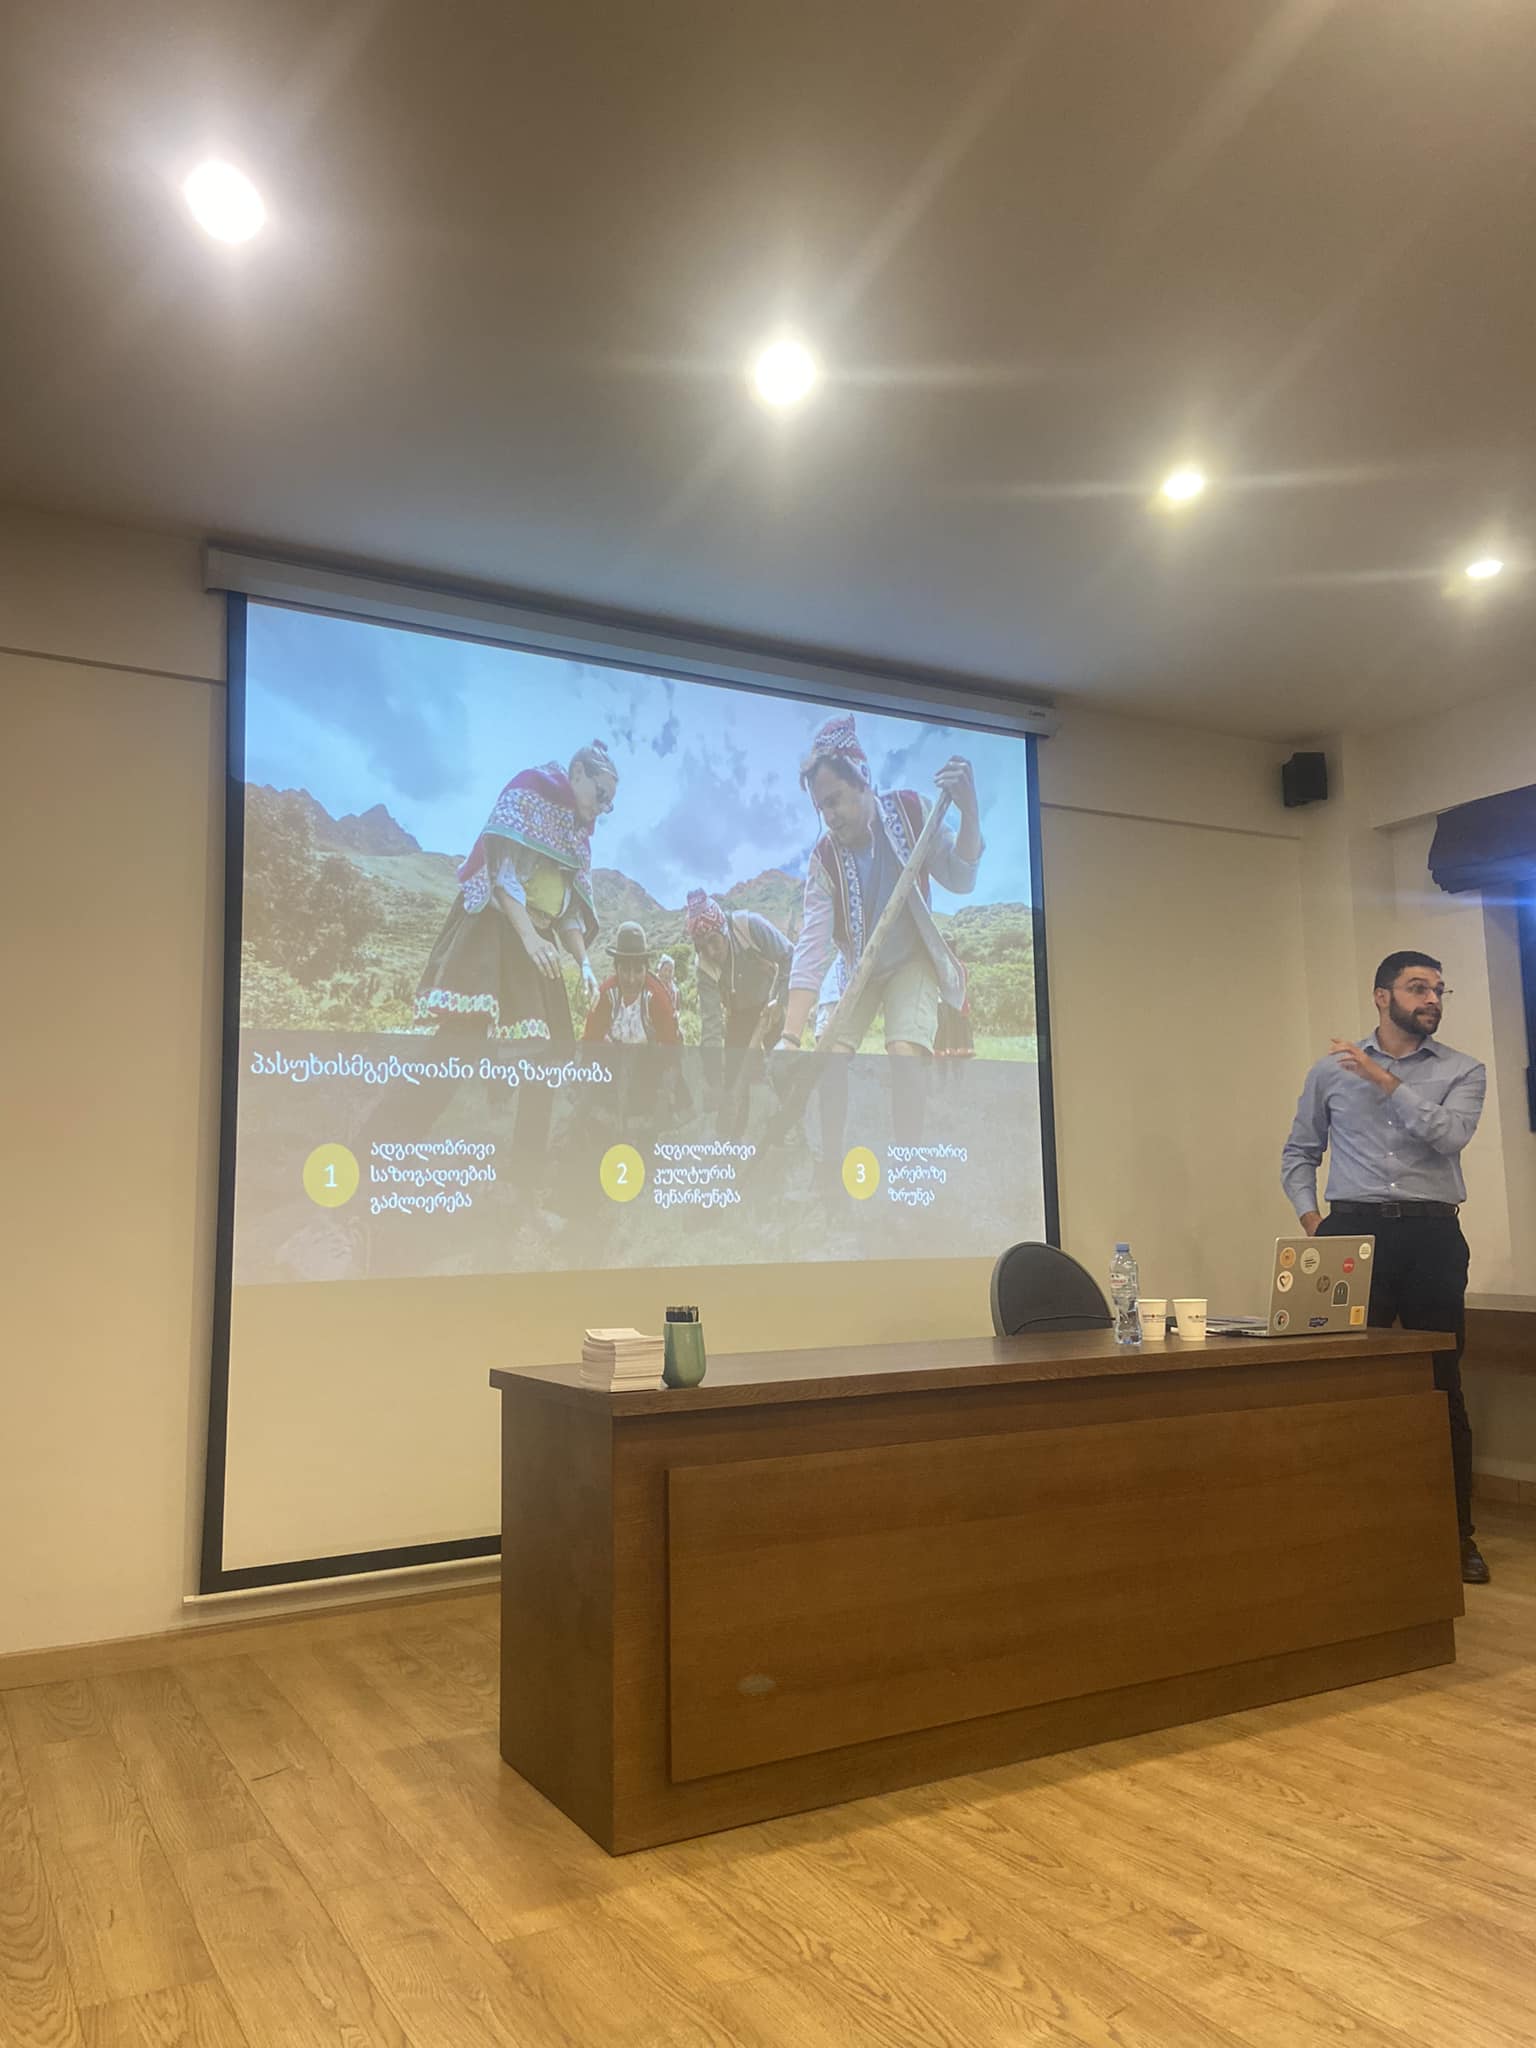 პასუხისმგებლიანი მოგზაურობა
1
ადგილობრივი
საზოგადოების
გაძლიერება
2
ადგილობრივი
კულტურის
შენარჩუნება
3
ადგილობრივ
გარემოზე
ზრუნვა